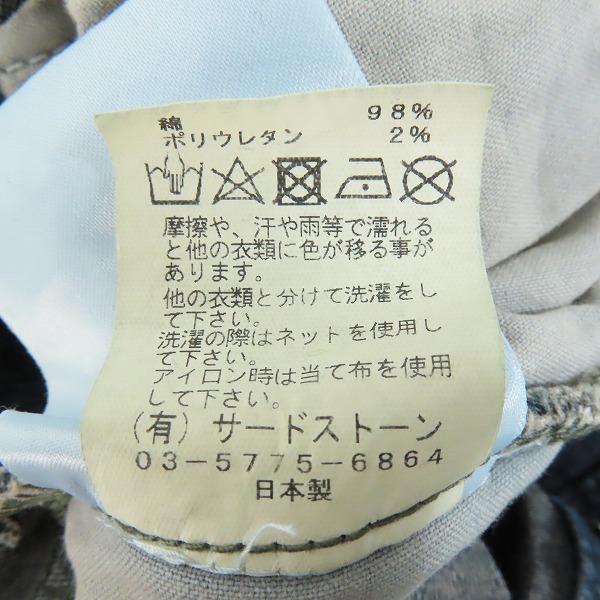 綿 98%
ポリウレタン 2%
摩擦や、汗や雨等で濡れる
と他の衣類に色が移る事が
あります。
他の衣類と分けて洗濯をし
て下さい。
洗濯の際はネットを使用し
て下さい。
アイロン時は当て布を使用
して下さい。
(有) サードストーン
03-5775-6864
日本製